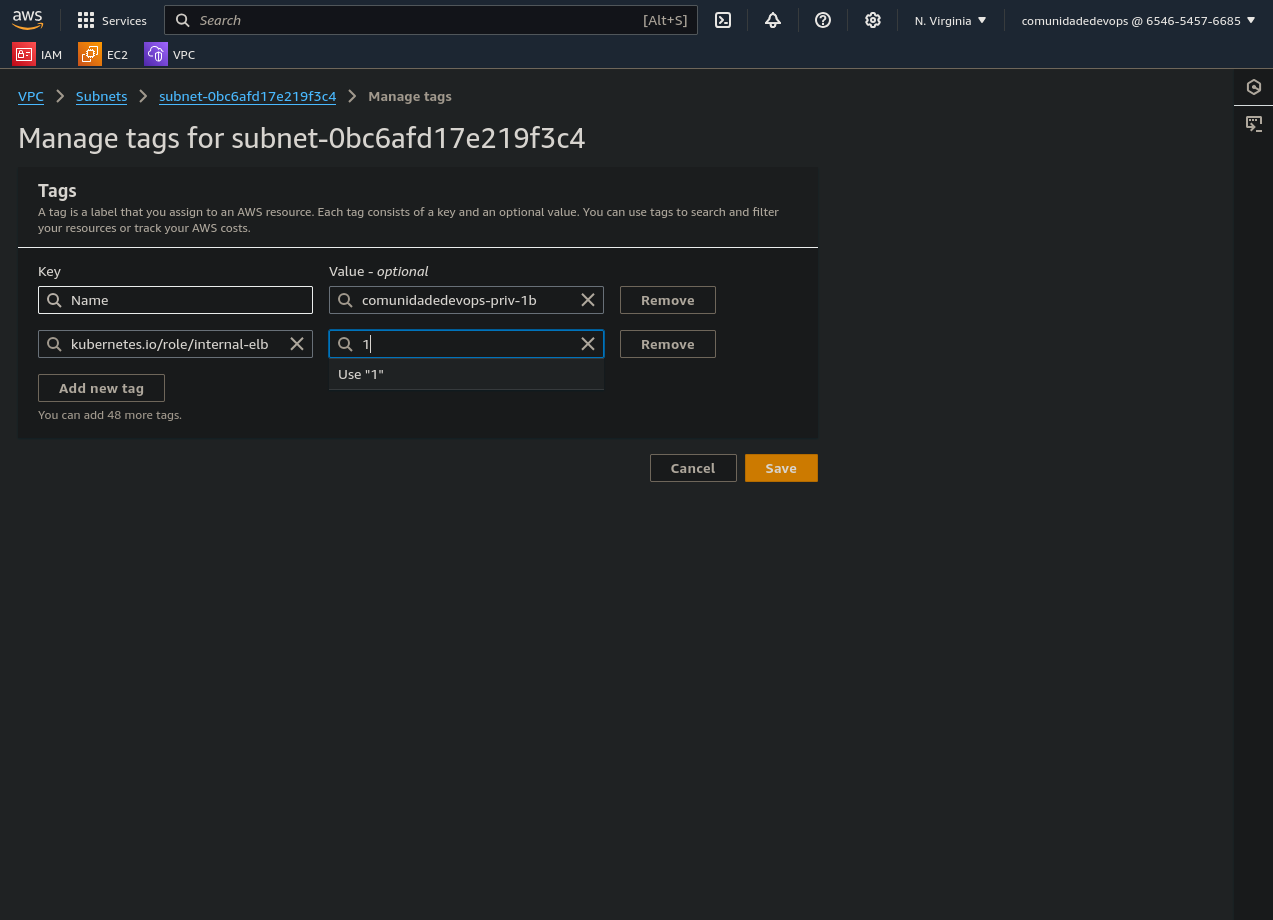 aws Services Search [Alt+S] N. Virginia comunidadedevops @ 6546-5457-6685
IAM EC2 VPC
VPC Subnets subnet-0bc6afd17e219f3c4 Manage tags
Manage tags for subnet-0bc6afd17e219f3c4
Tags
A tag is a label that you assign to an AWS resource. Each tag consists of a key and an optional value. You can use tags to search and filter
your resources or track your AWS costs.
Key Value - optional
Name comunidadedevops-priv-1b Remove
kubernetes.io/role/internal-elb 1 Remove
Use "1"
Add new tag
You can add 48 more tags.
Cancel Save